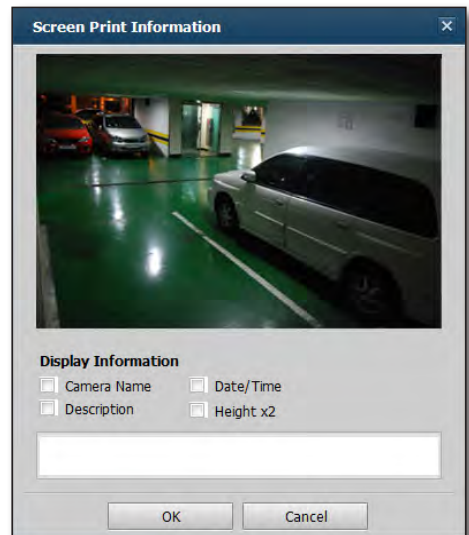 Screen Print Information
Display Information
Camera Name
Date/Time
Description
Height x2
OK
Cancel